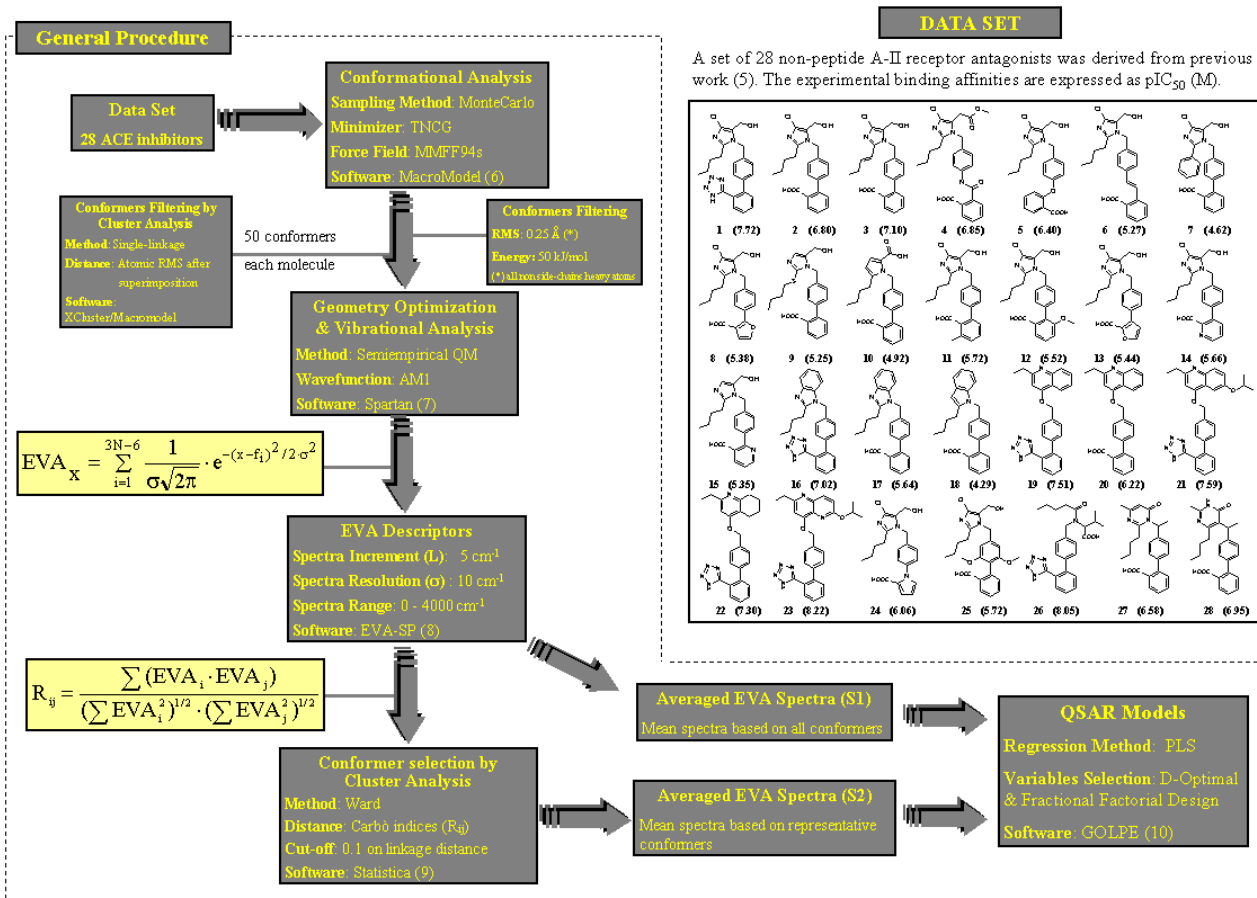 General Procedure
Data Set
28 ACE inhibitors
Conformational Analysis
Sampling Method: MonteCarlo
Minimizer: TNCG
Force Field: MMFF94s
Software: MacroModel (6)
Conformers Filtering by
Cluster Analysis
Method: Single-linkage
Distance: Atomic RMS after
superimposition
Software:
XCluster/Macromodel
50 conformers
each molecule
Conformers Filtering
RMS: 0.25 Å (*)
Energy: 50 kJ/mol
(*) all non side-chains heavy atoms
Geometry Optimization
& Vibrational Analysis
Method: Semiempirical QM
Wavefunction: AM1
Software: Spartan (7)
EVA_X = ∑_{i=1}^{3N−6} 1/(σ√2π) · e^{−(x−f_i)²/2·σ²}
EVA Descriptors
Spectra Increment (L): 5 cm⁻¹
Spectra Resolution (σ): 10 cm⁻¹
Spectra Range: 0 - 4000 cm⁻¹
Software: EVA-SP (8)
R_ij = ∑(EVA_i · EVA_j) / ((∑EVA_i²)^{1/2} · (∑EVA_j²)^{1/2})
Conformer selection by
Cluster Analysis
Method: Ward
Distance: Carbò indices (R_ij)
Cut-off: 0.1 on linkage distance
Software: Statistica (9)
Averaged EVA Spectra (S1)
Mean spectra based on all conformers
Averaged EVA Spectra (S2)
Mean spectra based on representative
conformers
QSAR Models
Regression Method: PLS
Variables Selection: D-Optimal
& Fractional Factorial Design
Software: GOLPE (10)
DATA SET
A set of 28 non-peptide A-II receptor antagonists was derived from previous
work (5). The experimental binding affinities are expressed as pIC₅₀ (M).
1 (7.72) 2 (6.80) 3 (7.10) 4 (6.85) 5 (6.40) 6 (5.27) 7 (4.62)
8 (5.38) 9 (5.25) 10 (4.92) 11 (5.72) 12 (5.52) 13 (5.44) 14 (5.66)
15 (5.35) 16 (7.02) 17 (5.64) 18 (4.29) 19 (7.51) 20 (6.22) 21 (7.59)
22 (7.30) 23 (8.22) 24 (6.06) 25 (5.72) 26 (8.05) 27 (6.58) 28 (6.95)